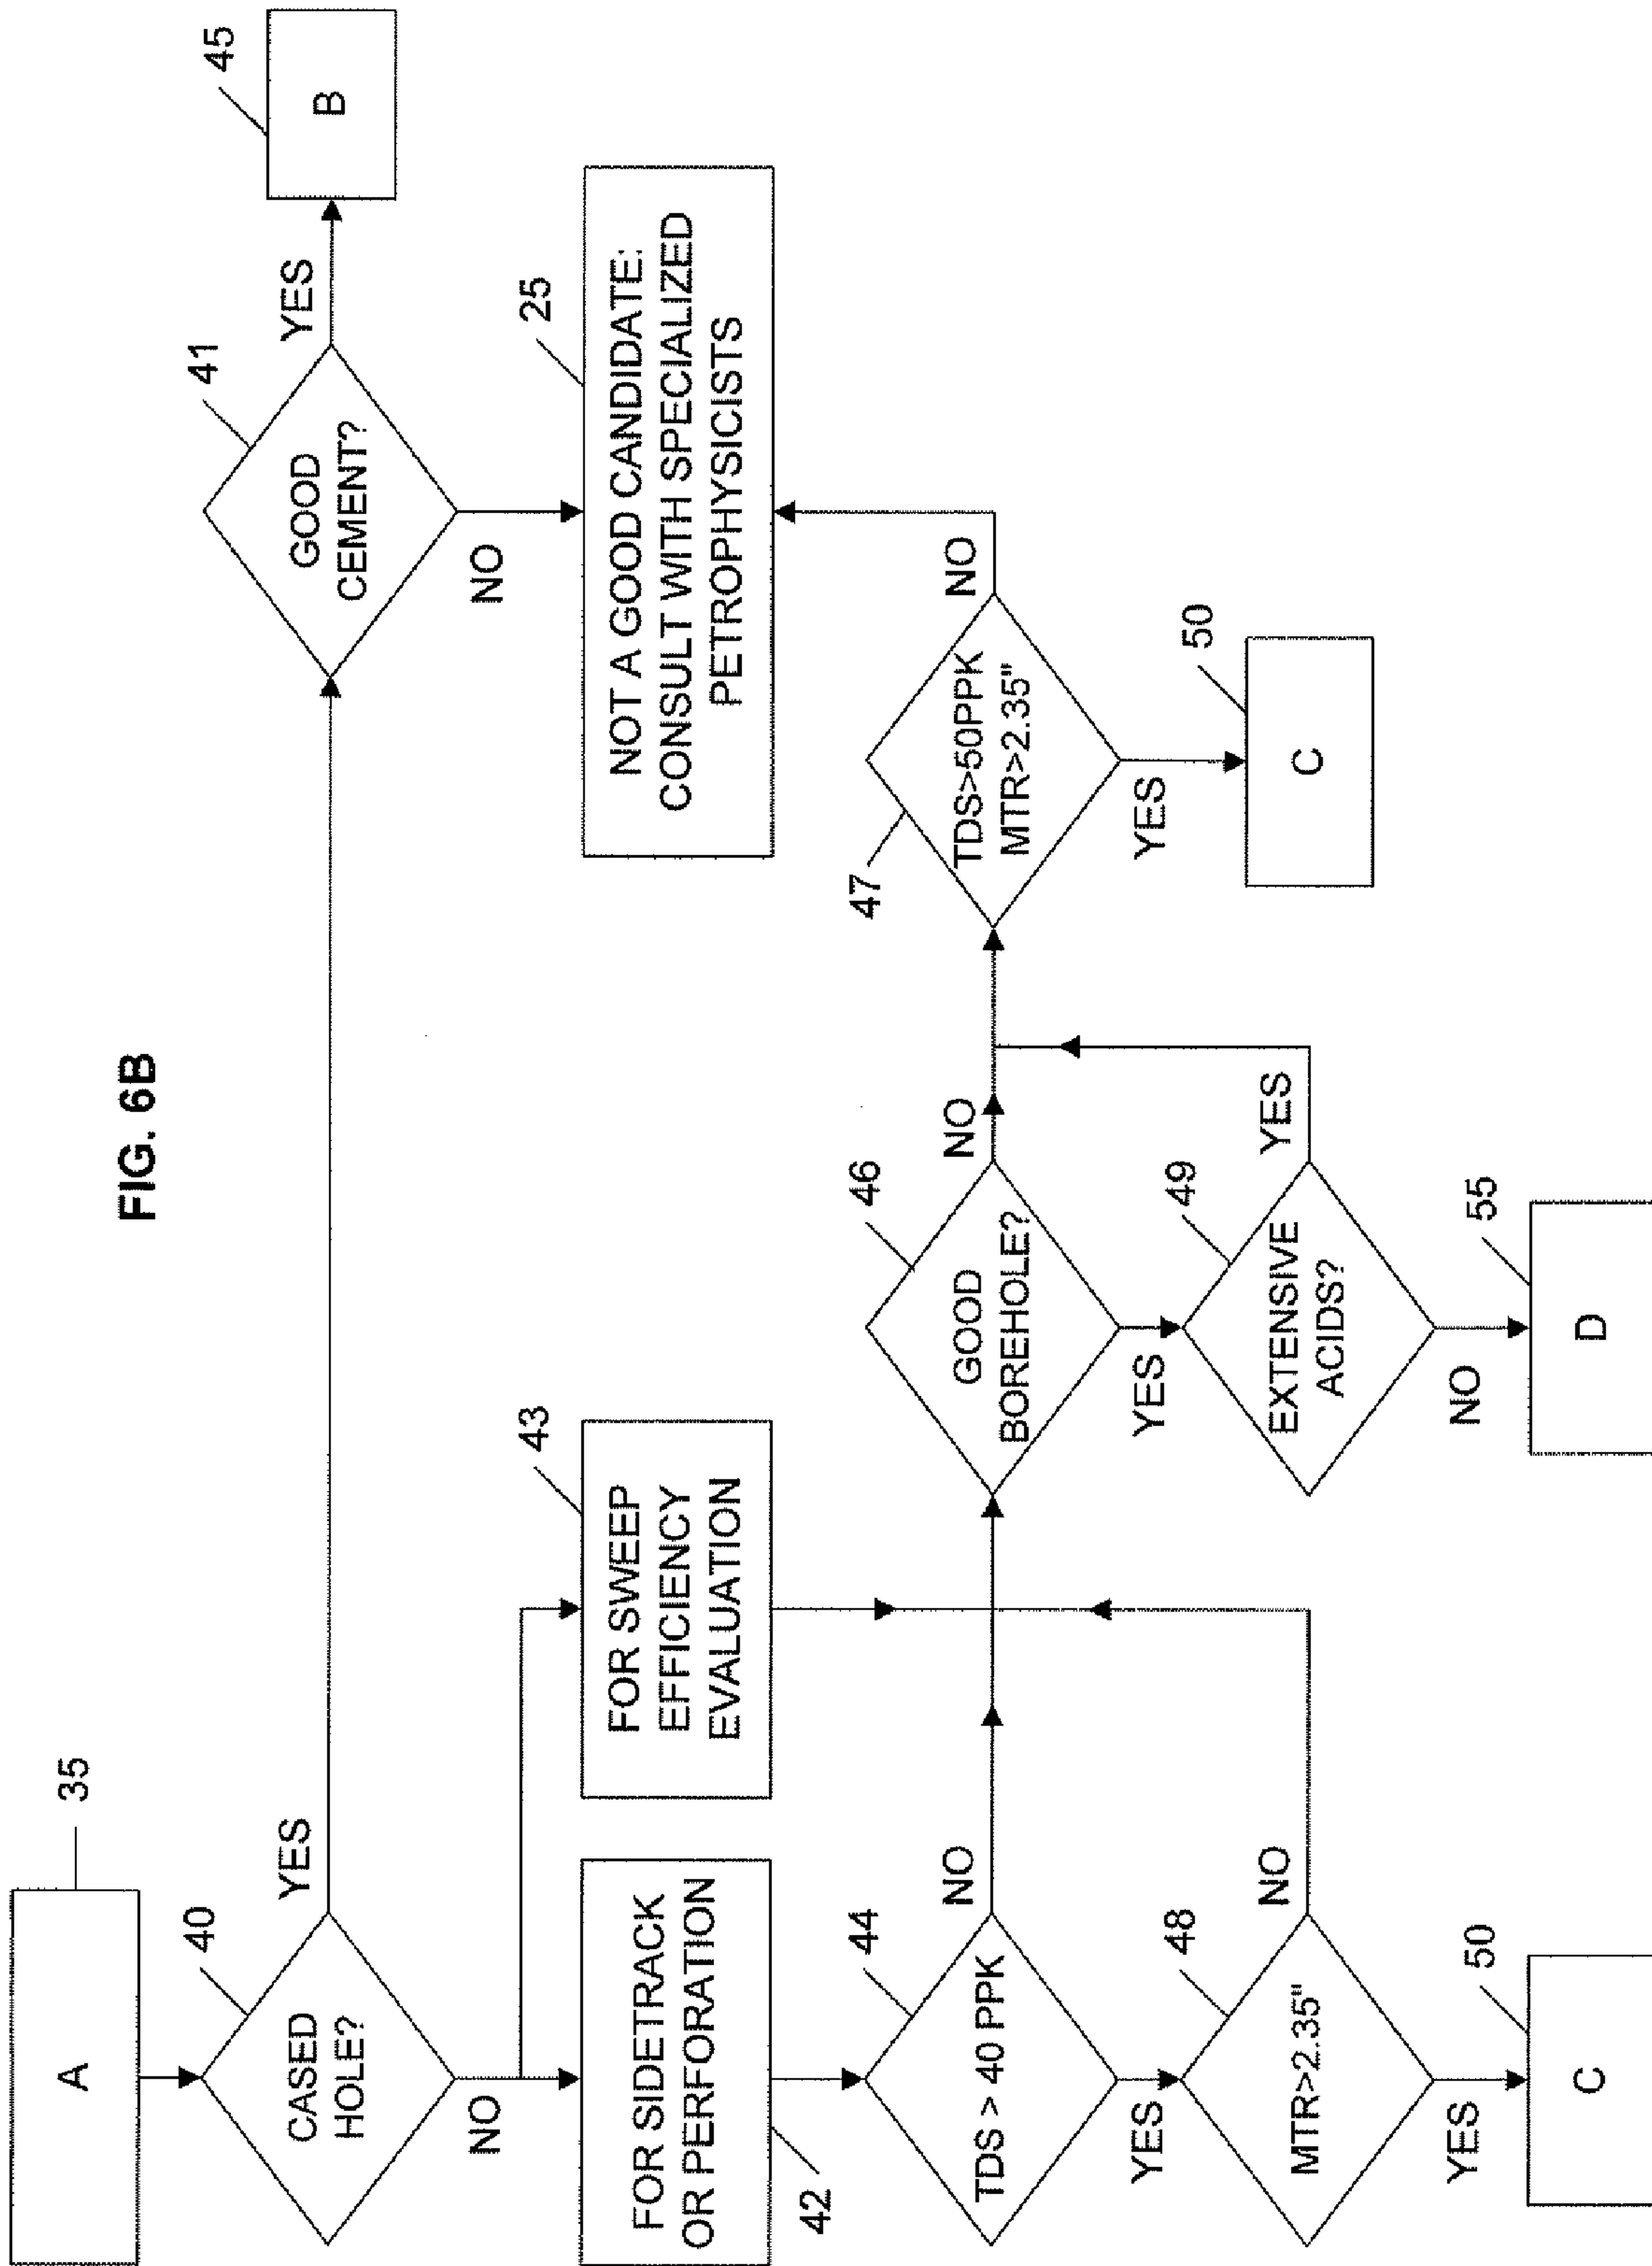 FIG. 6B
A
35
CASED
HOLE?
40
YES
NO
GOOD
CEMENT?
41
YES
NO
B
45
FOR SIDETRACK
OR PERFORATION
42
FOR SWEEP
EFFICIENCY
EVALUATION
43
NOT A GOOD CANDIDATE:
CONSULT WITH SPECIALIZED
PETROPHYSICISTS
25
TDS > 40 PPK
44
NO
YES
GOOD
BOREHOLE?
46
NO
YES
TDS>50PPK
MTR>2.35"
47
NO
YES
MTR>2.35"
48
NO
YES
EXTENSIVE
ACIDS?
49
YES
NO
C
50
C
50
D
55